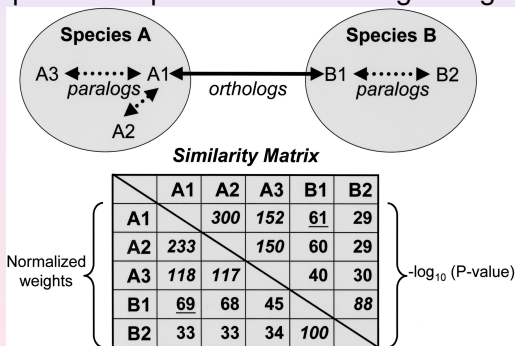 Species A
Species B
A3 A1 B1 B2
paralogs orthologs paralogs
A2
Similarity Matrix
A1 A2 A3 B1 B2
A1 300 152 61 29
A2 233 150 60 29
A3 118 117 40 30
B1 69 68 45 88
B2 33 33 34 100
Normalized
weights
-log10 (P-value)